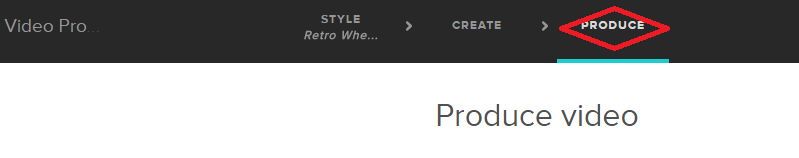 Video Pro...
STYLE
Retro Whe...
CREATE
PRODUCE
Produce video